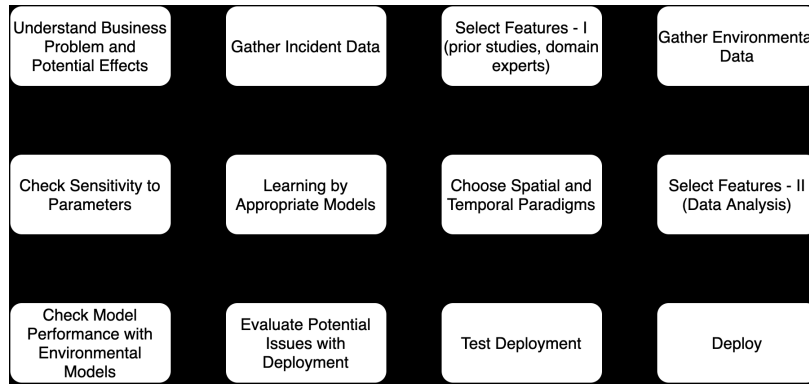 Understand Business
Problem and
Potential Effects
Gather Incident Data
Select Features - I
(prior studies, domain
experts)
Gather Environmenta
Data
Check Sensitivity to
Parameters
Learning by
Appropriate Models
Choose Spatial and
Temporal Paradigms
Select Features - II
(Data Analysis)
Check Model
Performance with
Environmental
Models
Evaluate Potential
Issues with
Deployment
Test Deployment
Deploy